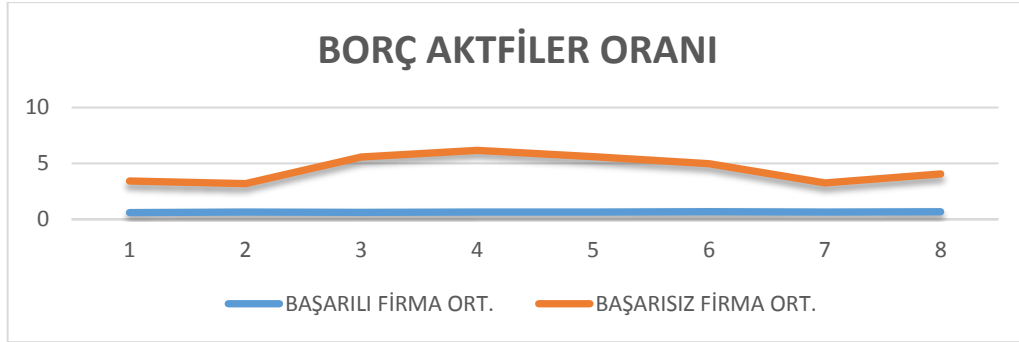 BORÇ AKTFİLER ORANI
10
5
0
1 2 3 4 5 6 7 8
BAŞARILI FİRMA ORT. BAŞARISIZ FİRMA ORT.